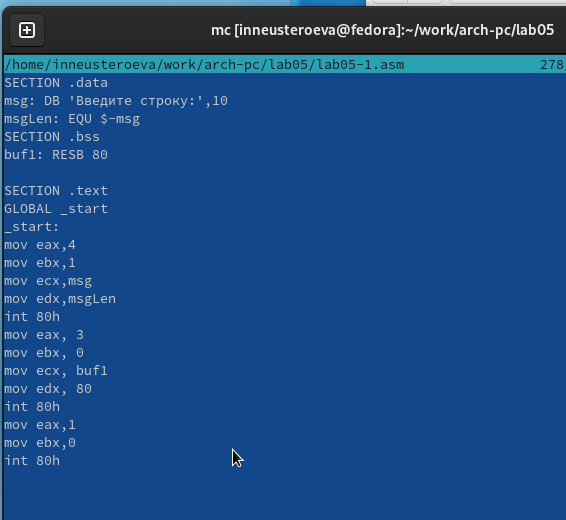 mc [inneusteroeva@fedora]:~/work/arch-pc/lab05
/home/inneusteroeva/work/arch-pc/lab05/lab05-1.asm 278
SECTION .data
msg: DB 'Введите строку:',10
msgLen: EQU $-msg
SECTION .bss
buf1: RESB 80
SECTION .text
GLOBAL _start
_start:
mov eax,4
mov ebx,1
mov ecx,msg
mov edx,msgLen
int 80h
mov eax, 3
mov ebx, 0
mov ecx, buf1
mov edx, 80
int 80h
mov eax,1
mov ebx,0
int 80h